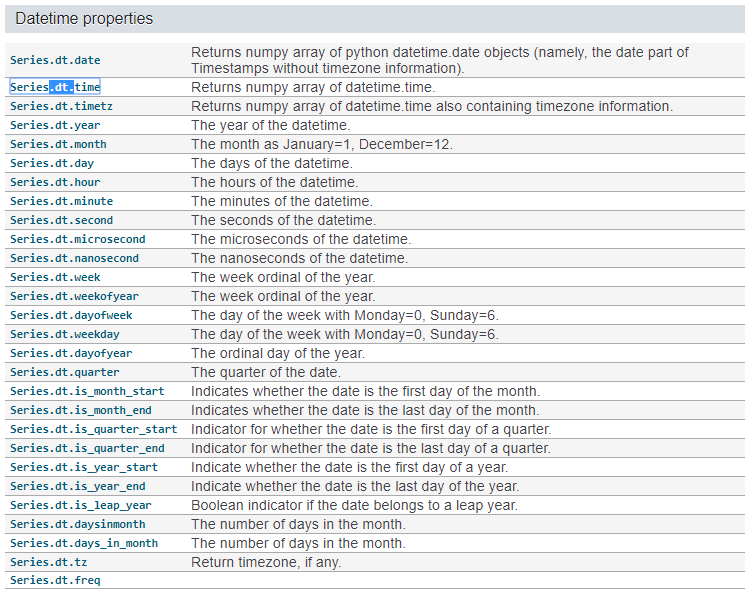 Datetime properties
Series.dt.date Returns numpy array of python datetime.date objects (namely, the date part of
Timestamps without timezone information).
Series.dt.time Returns numpy array of datetime.time.
Series.dt.timetz Returns numpy array of datetime.time also containing timezone information.
Series.dt.year The year of the datetime.
Series.dt.month The month as January=1, December=12.
Series.dt.day The days of the datetime.
Series.dt.hour The hours of the datetime.
Series.dt.minute The minutes of the datetime.
Series.dt.second The seconds of the datetime.
Series.dt.microsecond The microseconds of the datetime.
Series.dt.nanosecond The nanoseconds of the datetime.
Series.dt.week The week ordinal of the year.
Series.dt.weekofyear The week ordinal of the year.
Series.dt.dayofweek The day of the week with Monday=0, Sunday=6.
Series.dt.weekday The day of the week with Monday=0, Sunday=6.
Series.dt.dayofyear The ordinal day of the year.
Series.dt.quarter The quarter of the date.
Series.dt.is_month_start Indicates whether the date is the first day of the month.
Series.dt.is_month_end Indicates whether the date is the last day of the month.
Series.dt.is_quarter_start Indicator for whether the date is the first day of a quarter.
Series.dt.is_quarter_end Indicator for whether the date is the last day of a quarter.
Series.dt.is_year_start Indicate whether the date is the first day of a year.
Series.dt.is_year_end Indicate whether the date is the last day of the year.
Series.dt.is_leap_year Boolean indicator if the date belongs to a leap year.
Series.dt.daysinmonth The number of days in the month.
Series.dt.days_in_month The number of days in the month.
Series.dt.tz Return timezone, if any.
Series.dt.freq